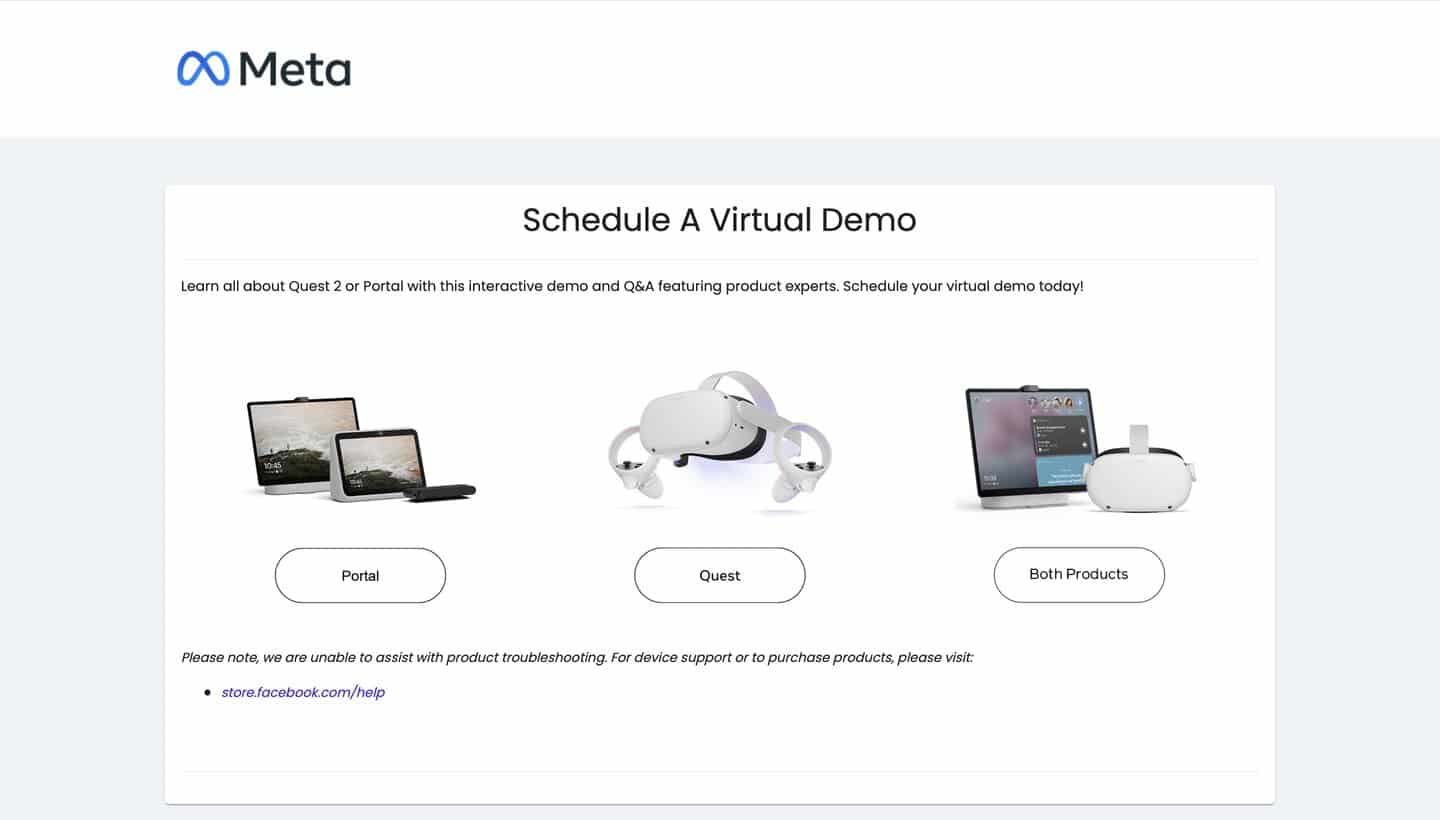 Meta
Schedule A Virtual Demo
Learn all about Quest 2 or Portal with this interactive demo and Q&A featuring product experts. Schedule your virtual demo today!
10:45
Portal
Quest
Both Products
Please note, we are unable to assist with product troubleshooting. For device support or to purchase products, please visit:
store.facebook.com/help